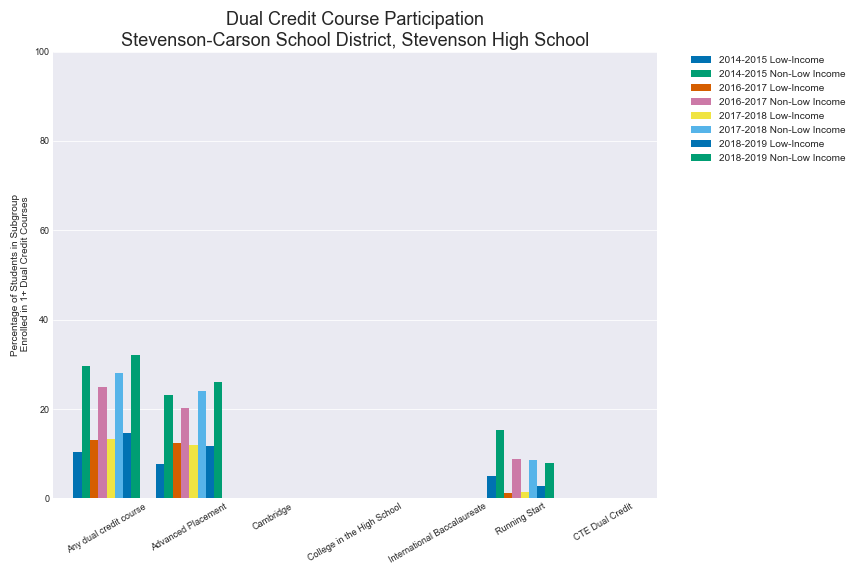 Dual Credit Course Participation
Stevenson-Carson School District, Stevenson High School
100
80
60
40
20
0
Percentage of Students in Subgroup
Enrolled in 1+ Dual Credit Courses
Any dual credit course
Advanced Placement
Cambridge
College in the High School
International Baccalaureate
Running Start
CTE Dual Credit
2014-2015 Low-Income
2014-2015 Non-Low Income
2016-2017 Low-Income
2016-2017 Non-Low Income
2017-2018 Low-Income
2017-2018 Non-Low Income
2018-2019 Low-Income
2018-2019 Non-Low Income